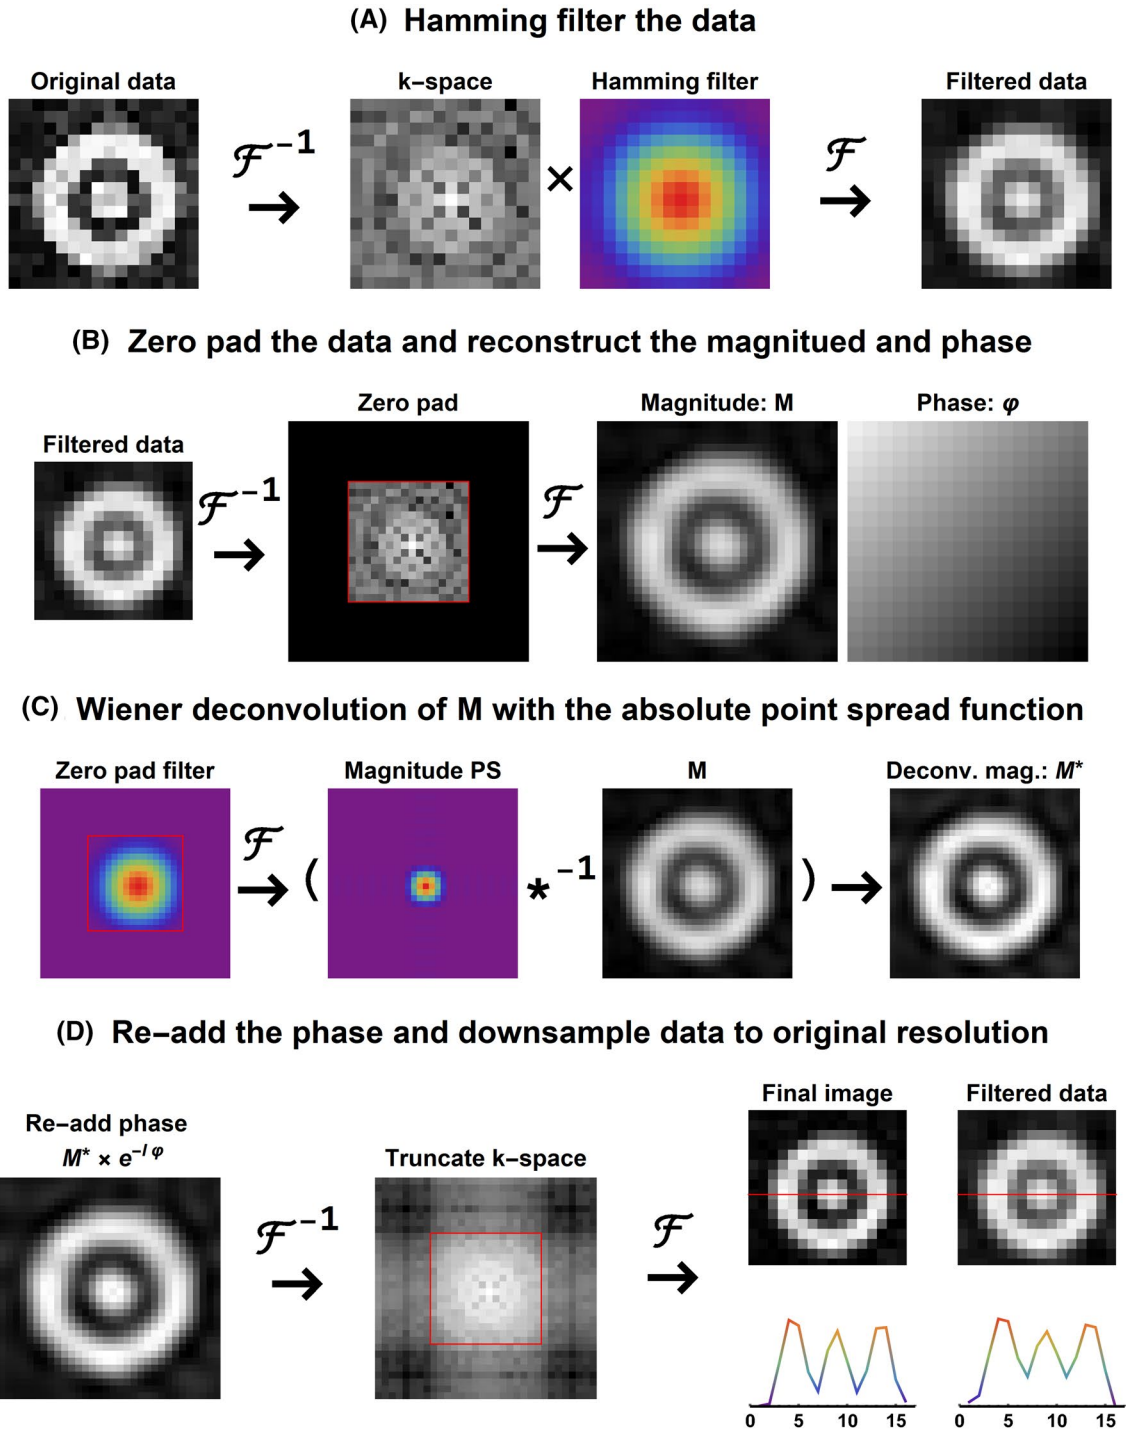 (A) Hamming filter the data
Original data
k–space
Hamming filter
Filtered data
ℱ⁻¹
×
ℱ
(B) Zero pad the data and reconstruct the magnitued and phase
Zero pad
Magnitude: M
Phase: φ
Filtered data
ℱ⁻¹
ℱ
(C) Wiener deconvolution of M with the absolute point spread function
Zero pad filter
Magnitude PS
M
Deconv. mag.: M*
ℱ
(
*⁻¹
)
(D) Re–add the phase and downsample data to original resolution
Final image
Filtered data
Re–add phase
M* × e^–I φ
Truncate k–space
ℱ⁻¹
ℱ
0 5 10 15
0 5 10 15